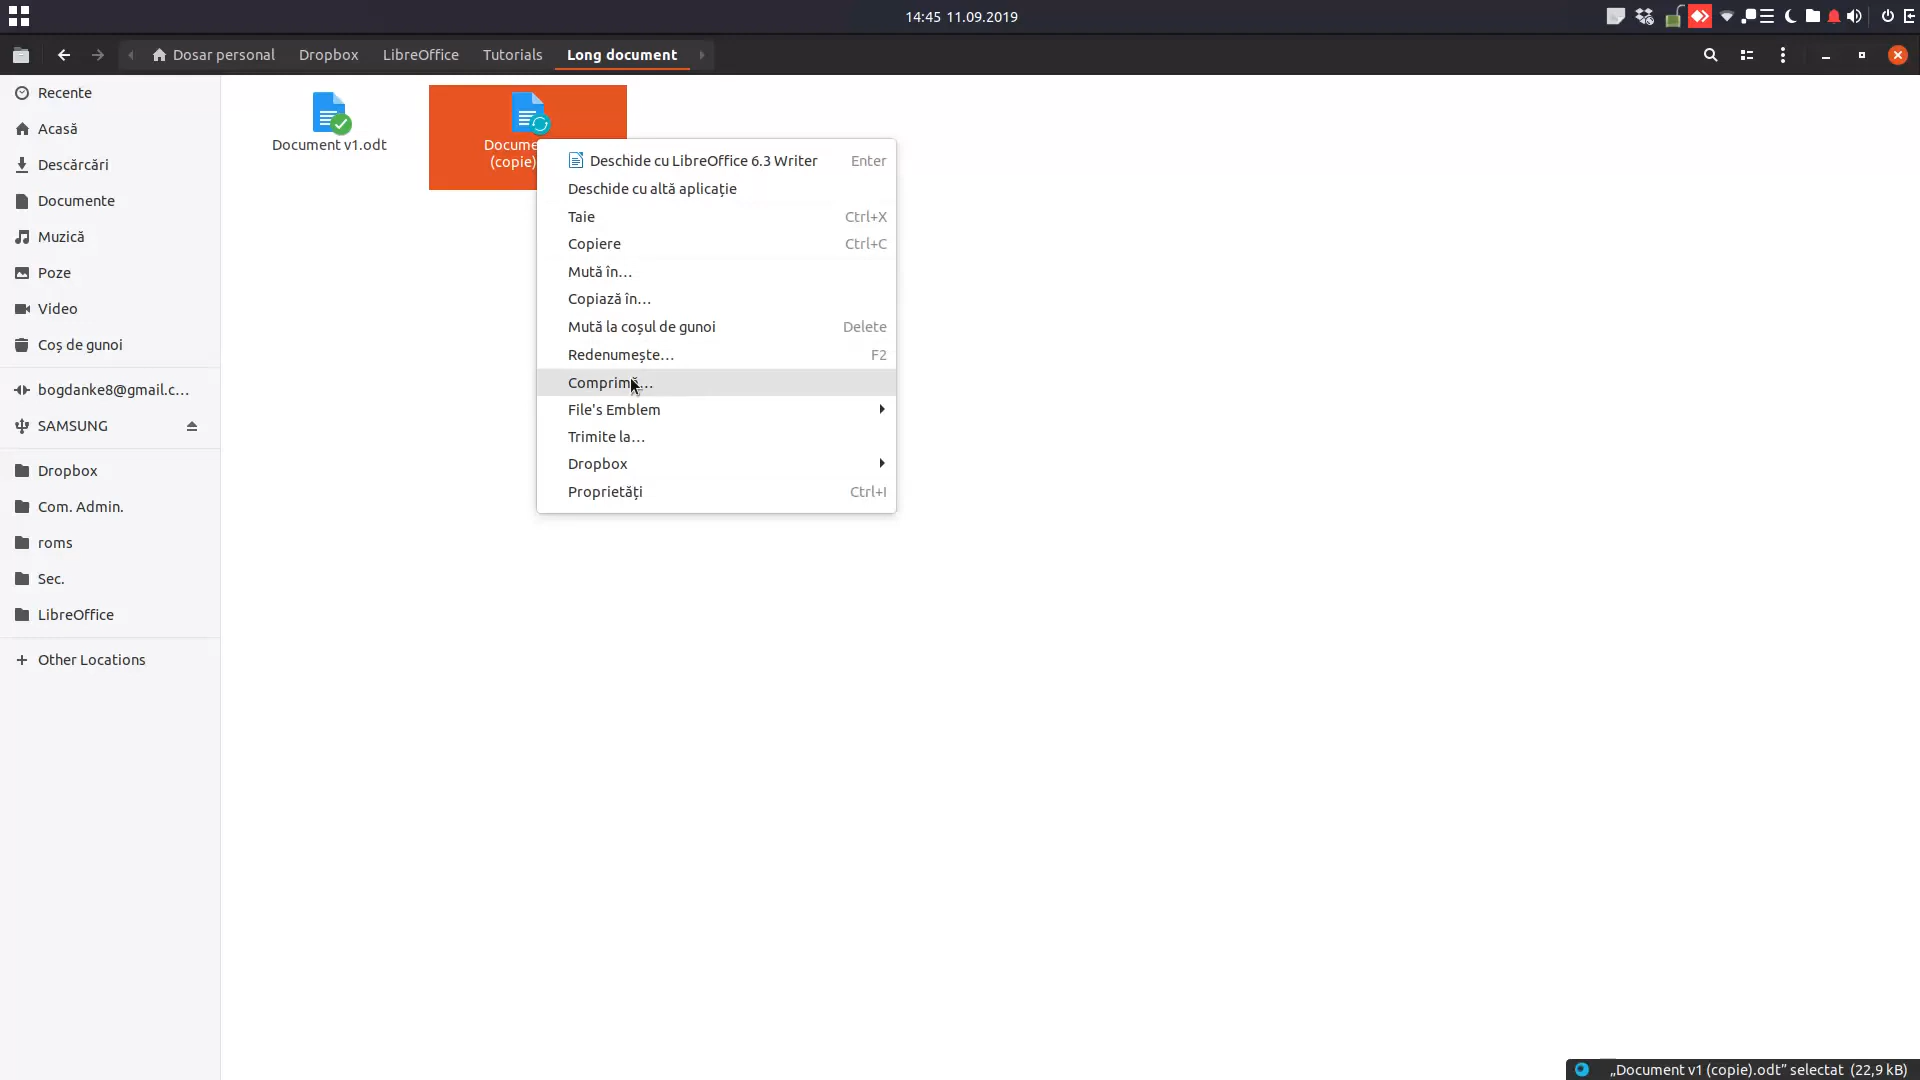 14:45 11.09.2019
Dosar personal Dropbox LibreOffice Tutorials Long document
Recente
Acasă
Descărcări
Documente
Muzică
Poze
Video
Coș de gunoi
bogdanke8@gmail.c…
SAMSUNG
Dropbox
Com. Admin.
roms
Sec.
LibreOffice
Other Locations
Document v1.odt
Docume
(copie)
Deschide cu LibreOffice 6.3 Writer Enter
Deschide cu altă aplicație
Taie Ctrl+X
Copiere Ctrl+C
Mută în…
Copiază în…
Mută la coșul de gunoi Delete
Redenumește… F2
Comprimă…
File's Emblem
Trimite la…
Dropbox
Proprietăți Ctrl+I
„Document v1 (copie).odt” selectat (22,9 kB)